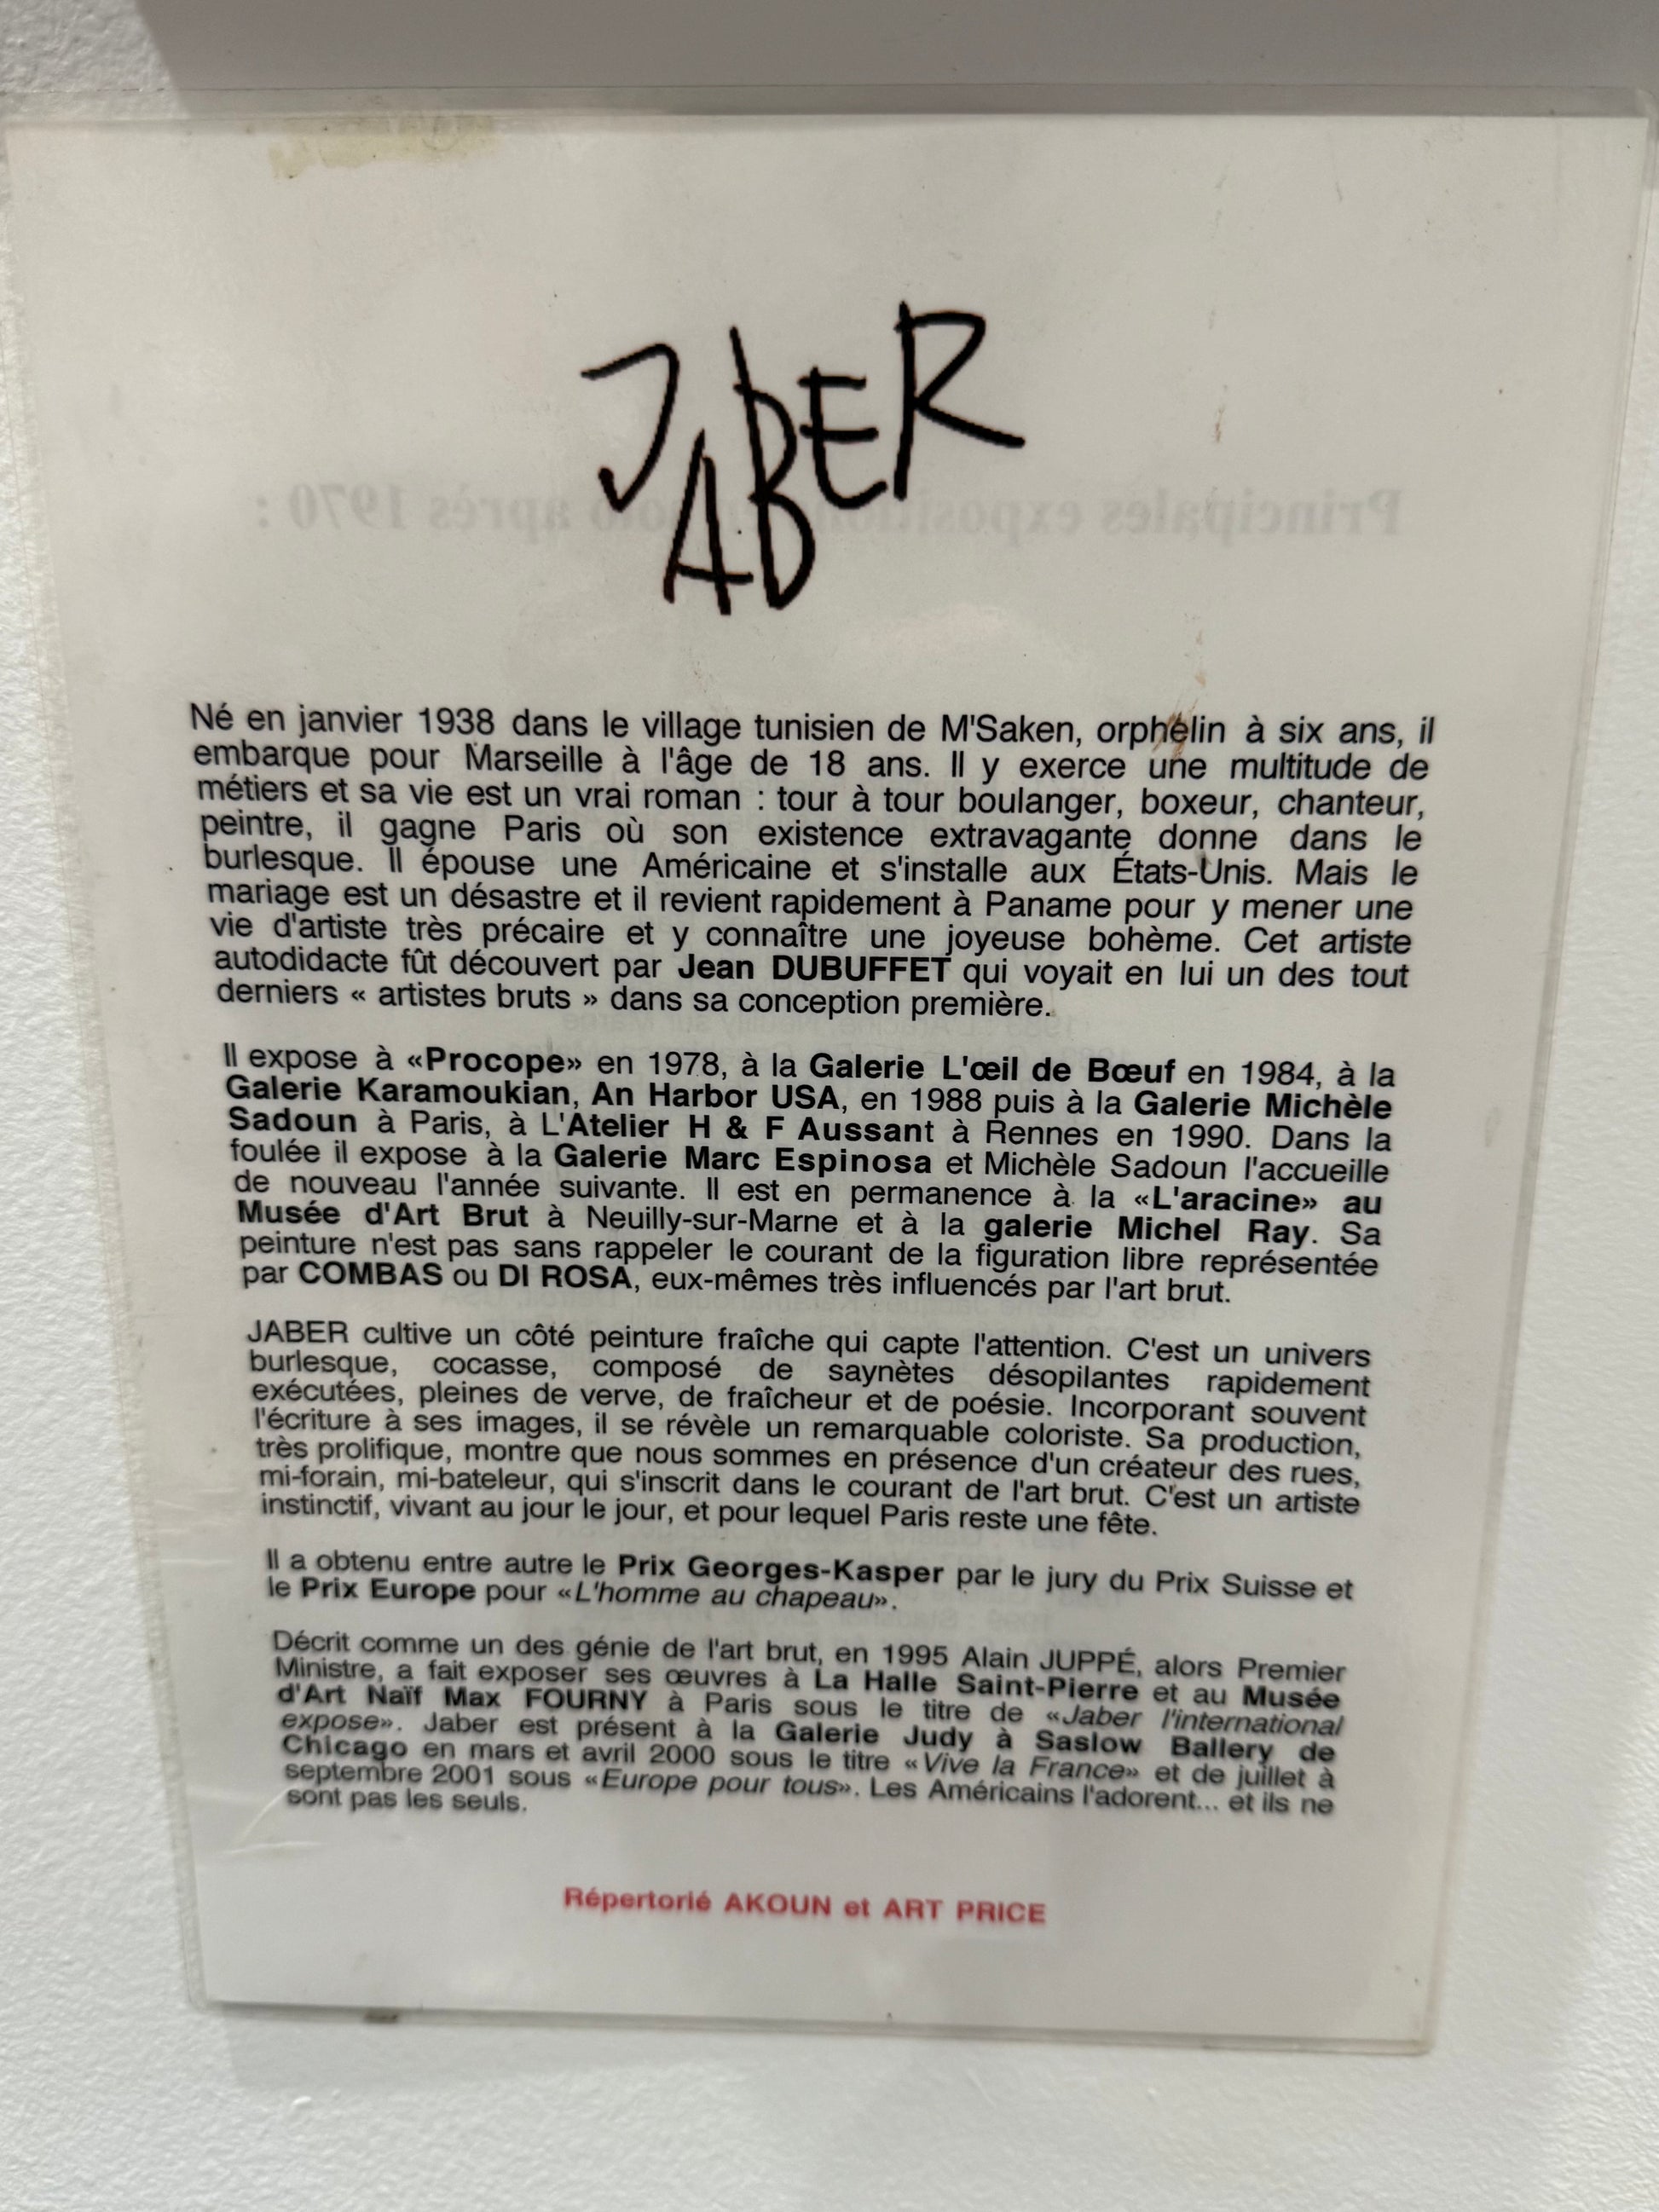 JABER
Principales expositions solo après 1970 :
Né en janvier 1938 dans le village tunisien de M'Saken, orphelin à six ans, il
embarque pour Marseille à l'âge de 18 ans. Il y exerce une multitude de
métiers et sa vie est un vrai roman : tour à tour boulanger, boxeur, chanteur,
peintre, il gagne Paris où son existence extravagante donne dans le
burlesque. Il épouse une Américaine et s'installe aux États-Unis. Mais le
mariage est un désastre et il revient rapidement à Paname pour y mener une
vie d'artiste très précaire et y connaître une joyeuse bohème. Cet artiste
autodidacte fût découvert par Jean DUBUFFET qui voyait en lui un des tout
derniers « artistes bruts » dans sa conception première.
Il expose à «Procope» en 1978, à la Galerie L'œil de Bœuf en 1984, à la
Galerie Karamoukian, An Harbor USA, en 1988 puis à la Galerie Michèle
Sadoun à Paris, à L'Atelier H & F Aussant à Rennes en 1990. Dans la
foulée il expose à la Galerie Marc Espinosa et Michèle Sadoun l'accueille
de nouveau l'année suivante. Il est en permanence à la «L'aracine» au
Musée d'Art Brut à Neuilly-sur-Marne et à la galerie Michel Ray. Sa
peinture n'est pas sans rappeler le courant de la figuration libre représentée
par COMBAS ou DI ROSA, eux-mêmes très influencés par l'art brut.
JABER cultive un côté peinture fraîche qui capte l'attention. C'est un univers
burlesque, cocasse, composé de saynètes désopilantes rapidement
exécutées, pleines de verve, de fraîcheur et de poésie. Incorporant souvent
l'écriture à ses images, il se révèle un remarquable coloriste. Sa production,
très prolifique, montre que nous sommes en présence d'un créateur des rues,
mi-forain, mi-bateleur, qui s'inscrit dans le courant de l'art brut. C'est un artiste
instinctif, vivant au jour le jour, et pour lequel Paris reste une fête.
Il a obtenu entre autre le Prix Georges-Kasper par le jury du Prix Suisse et
le Prix Europe pour «L'homme au chapeau».
Décrit comme un des génie de l'art brut, en 1995 Alain JUPPÉ, alors Premier
Ministre, a fait exposer ses œuvres à La Halle Saint-Pierre et au Musée
d'Art Naïf Max FOURNY à Paris sous le titre de «Jaber l'international
expose». Jaber est présent à la Galerie Judy à Saslow Ballery de
Chicago en mars et avril 2000 sous le titre «Vive la France» et de juillet à
septembre 2001 sous «Europe pour tous». Les Américains l'adorent... et ils ne
sont pas les seuls.
Répertorié AKOUN et ART PRICE